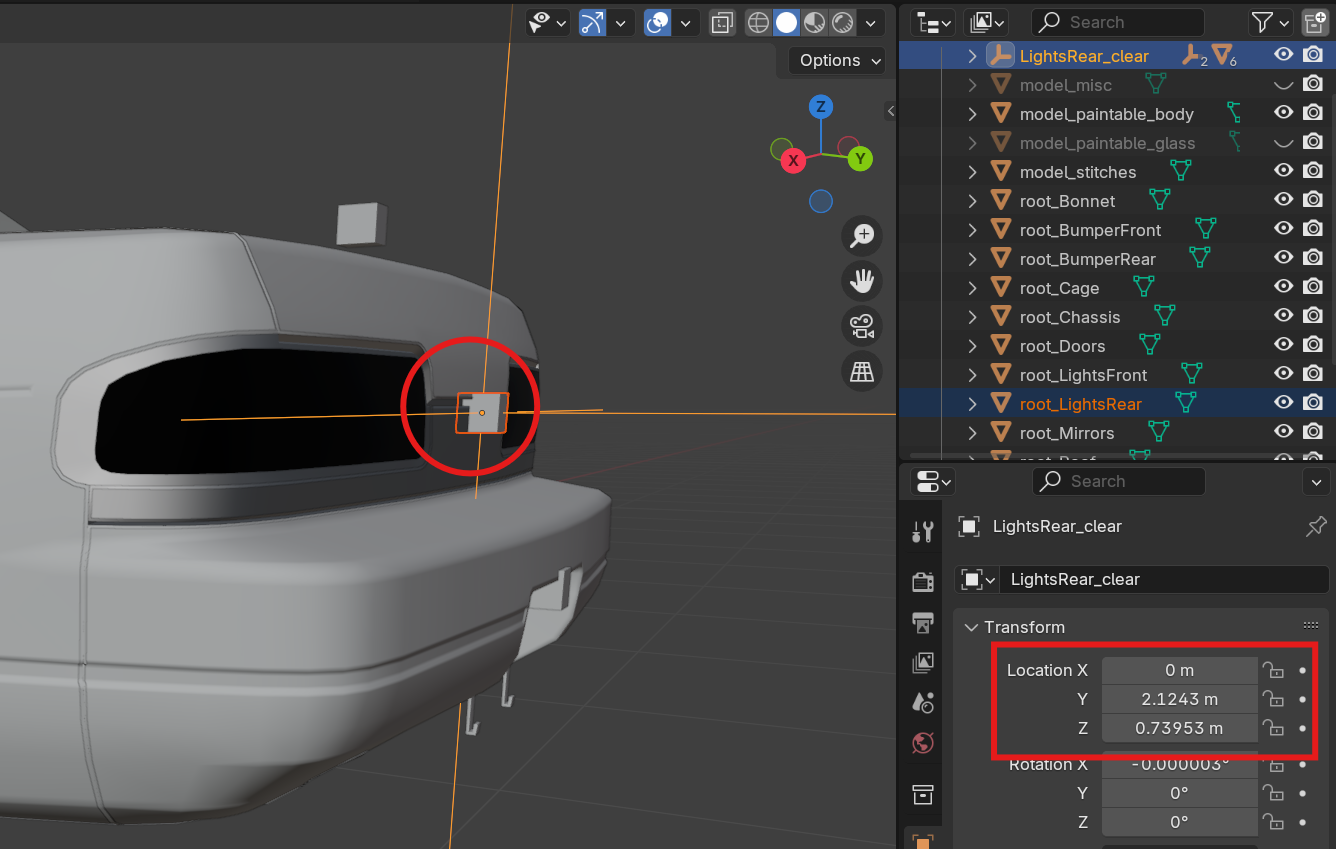 Search
Options
Z
X
Y
LightsRear_clear
2
6
model_misc
model_paintable_body
model_paintable_glass
model_stitches
root_Bonnet
root_BumperFront
root_BumperRear
root_Cage
root_Chassis
root_Doors
root_LightsFront
root_LightsRear
root_Mirrors
root_Roof
Search
LightsRear_clear
LightsRear_clear
Transform
Location X 0 m
Y 2.1243 m
Z 0.73953 m
Rotation X -0.000003°
Y 0°
Z 0°